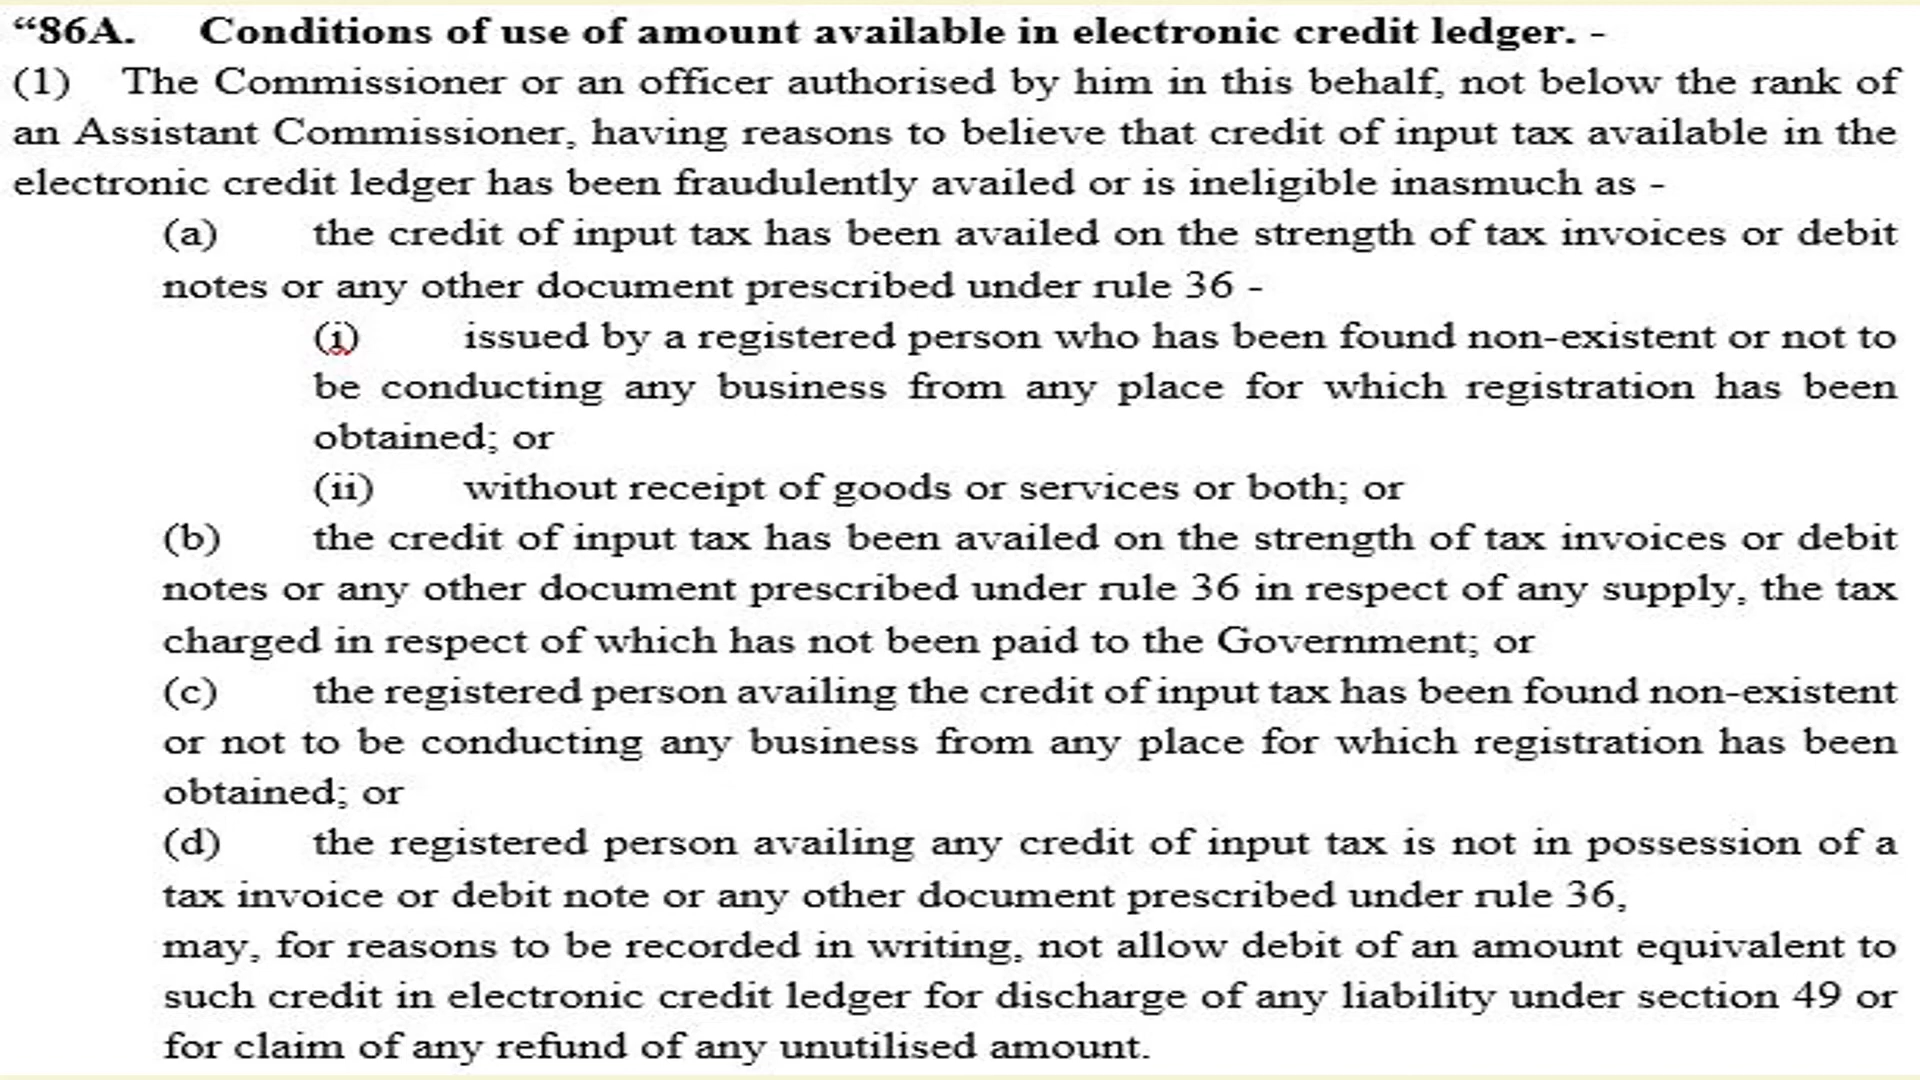 “86A. Conditions of use of amount available in electronic credit ledger. -
(1) The Commissioner or an officer authorised by him in this behalf, not below the rank of
an Assistant Commissioner, having reasons to believe that credit of input tax available in the
electronic credit ledger has been fraudulently availed or is ineligible inasmuch as -
(a) the credit of input tax has been availed on the strength of tax invoices or debit
notes or any other document prescribed under rule 36 -
(i) issued by a registered person who has been found non-existent or not to
be conducting any business from any place for which registration has been
obtained; or
(ii) without receipt of goods or services or both; or
(b) the credit of input tax has been availed on the strength of tax invoices or debit
notes or any other document prescribed under rule 36 in respect of any supply, the tax
charged in respect of which has not been paid to the Government; or
(c) the registered person availing the credit of input tax has been found non-existent
or not to be conducting any business from any place for which registration has been
obtained; or
(d) the registered person availing any credit of input tax is not in possession of a
tax invoice or debit note or any other document prescribed under rule 36,
may, for reasons to be recorded in writing, not allow debit of an amount equivalent to
such credit in electronic credit ledger for discharge of any liability under section 49 or
for claim of any refund of any unutilised amount.